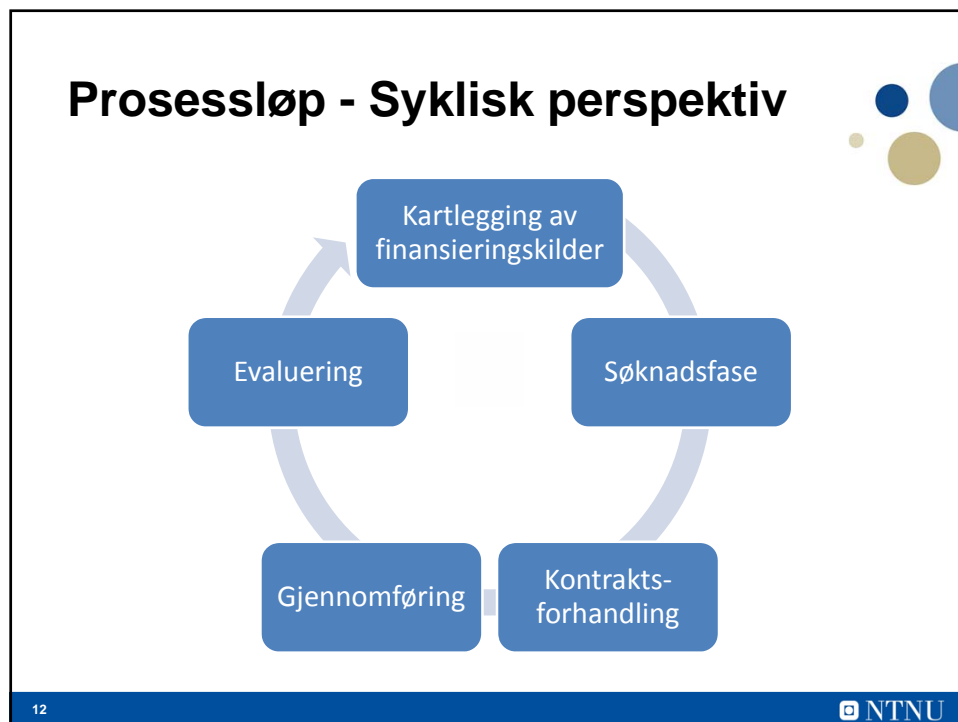 Prosessløp - Syklisk perspektiv
Kartlegging av
finansieringskilder
Evaluering
Søknadsfase
Gjennomføring
Kontrakts-
forhandling
12
NTNU